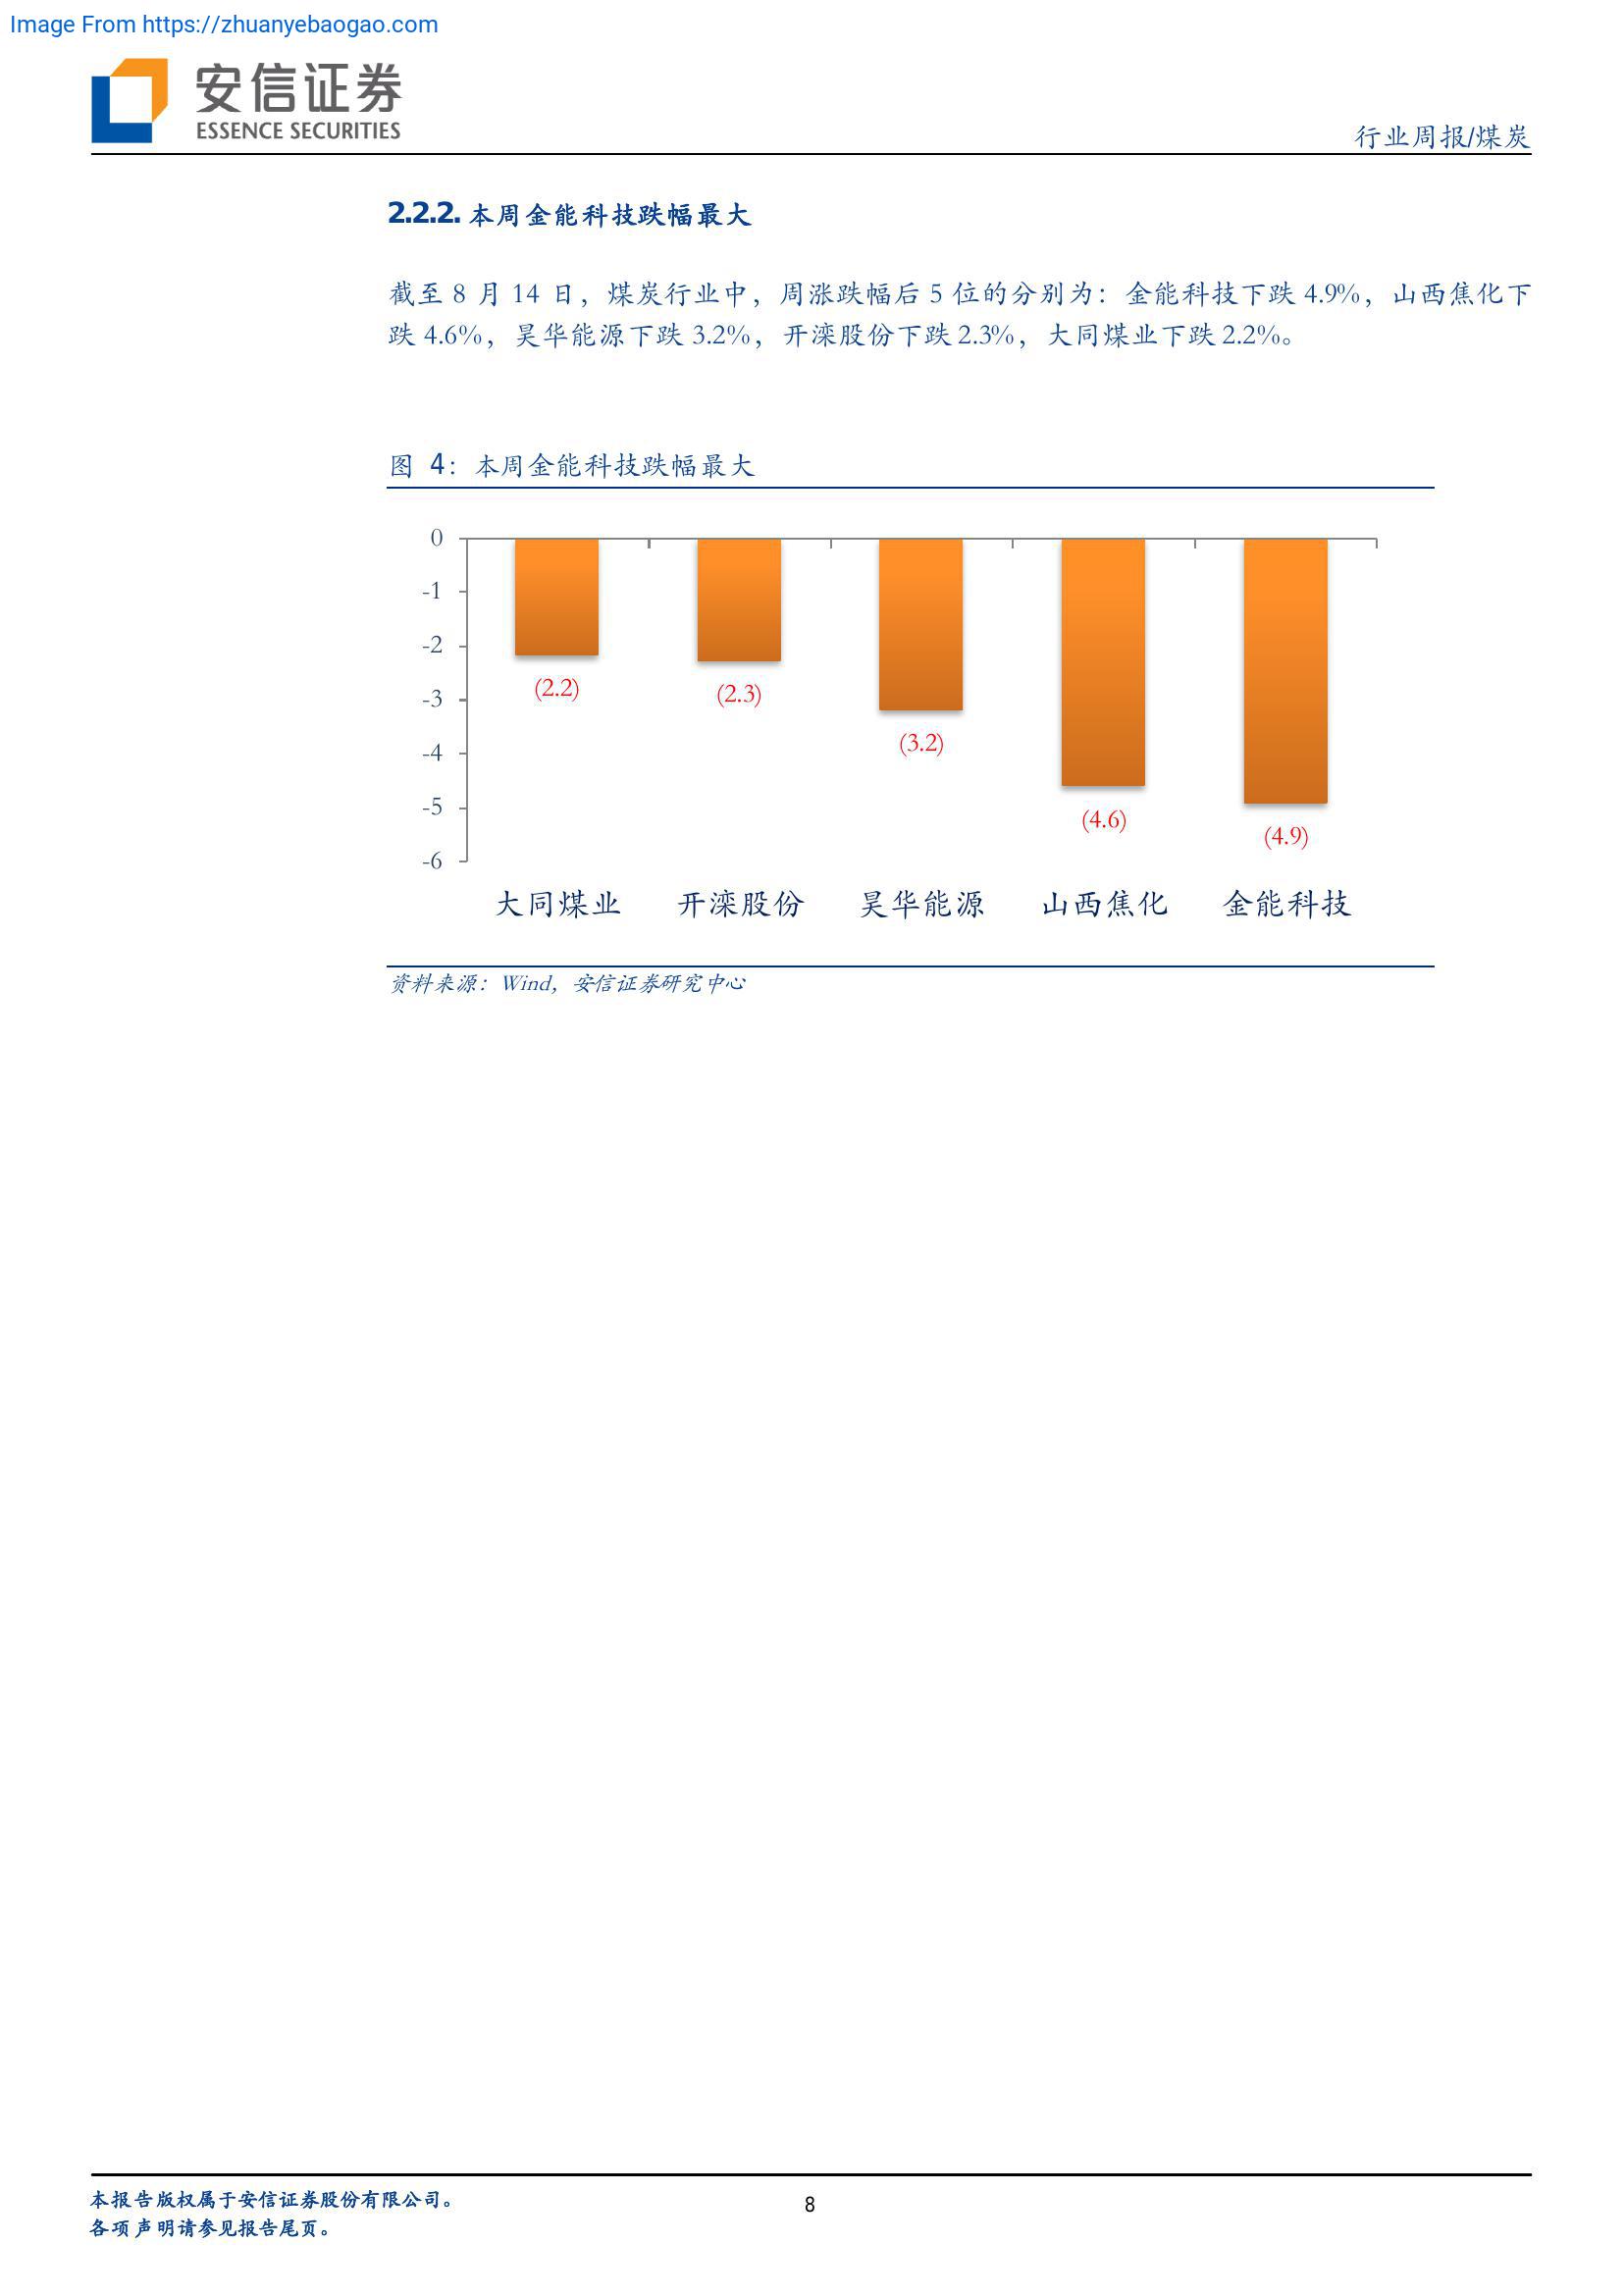 Image From https://zhuanyebaogao.com
安信证券
ESSENCE SECURITIES
行业周报/煤炭
2.2.2. 本周金能科技跌幅最大
截至 8 月 14 日，煤炭行业中，周涨跌幅后 5 位的分别为：金能科技下跌 4.9%，山西焦化下
跌 4.6%，昊华能源下跌 3.2%，开滦股份下跌 2.3%，大同煤业下跌 2.2%。
图 4：本周金能科技跌幅最大
0
-1
-2
-3
-4
-5
-6
(2.2)
(2.3)
(3.2)
(4.6)
(4.9)
大同煤业 开滦股份 昊华能源 山西焦化 金能科技
资料来源：Wind，安信证券研究中心
本报告版权属于安信证券股份有限公司。
各项声明请参见报告尾页。
8